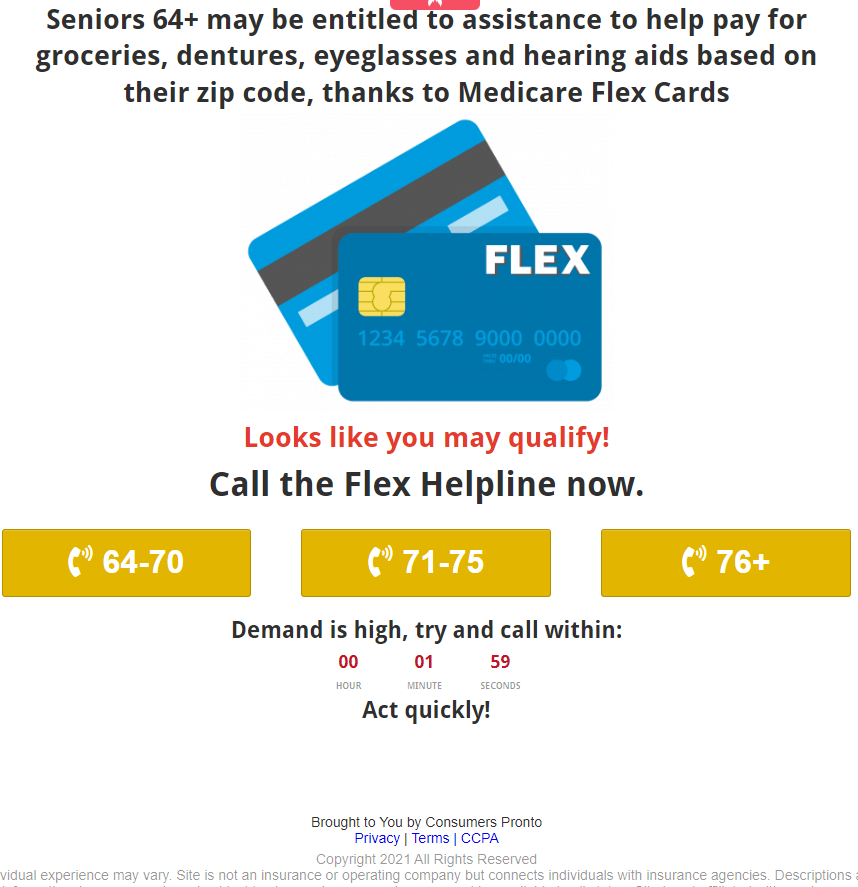 Seniors 64+ may be entitled to assistance to help pay for
groceries, dentures, eyeglasses and hearing aids based on
their zip code, thanks to Medicare Flex Cards
FLEX
1234 5678 9000 0000
00/00
Looks like you may qualify!
Call the Flex Helpline now.
64-70 71-75 76+
Demand is high, try and call within:
00 01 59
HOUR MINUTE SECONDS
Act quickly!
Brought to You by Consumers Pronto
Privacy | Terms | CCPA
Copyright 2021 All Rights Reserved
vidual experience may vary. Site is not an insurance or operating company but connects individuals with insurance agencies. Descriptions